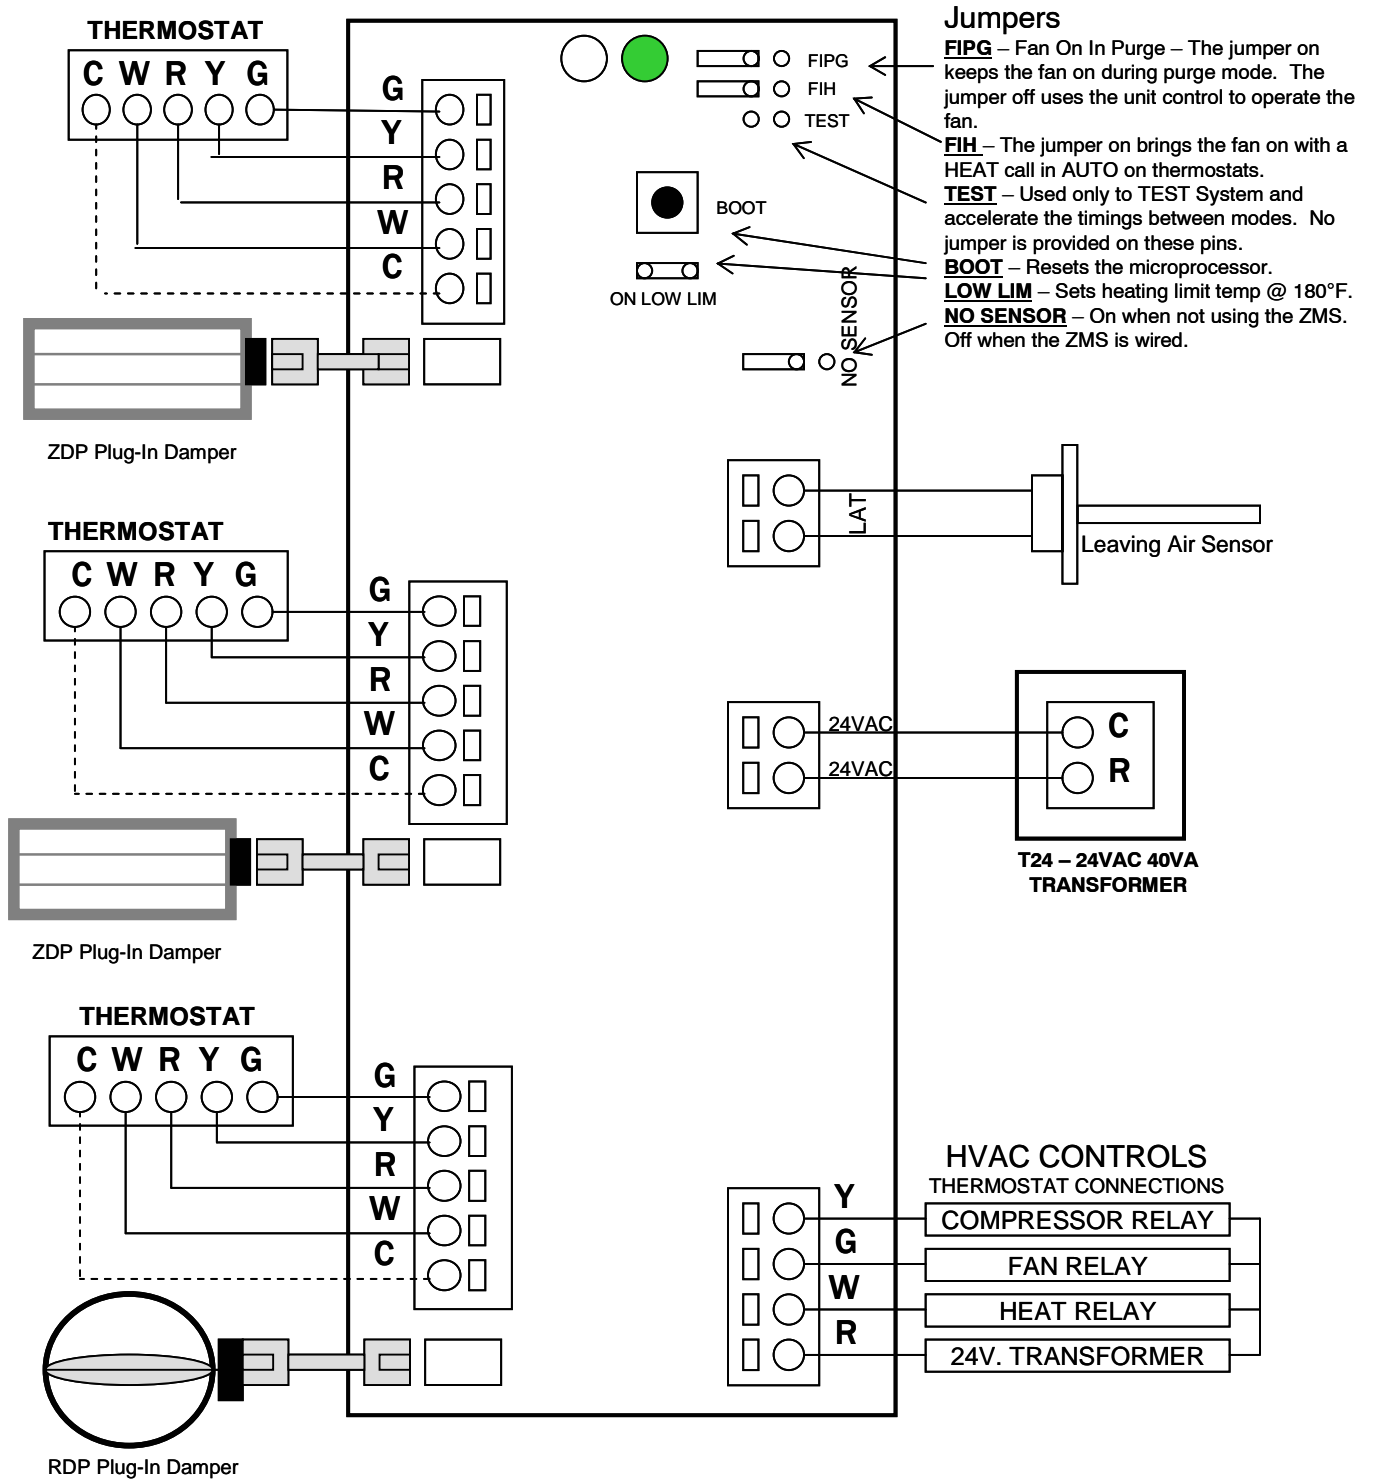 THERMOSTAT
C W R Y G
G
Y
R
W
C
ZDP Plug-In Damper
THERMOSTAT
C W R Y G
G
Y
R
W
C
ZDP Plug-In Damper
THERMOSTAT
C W R Y G
G
Y
R
W
C
RDP Plug-In Damper
FIPG
FIH
TEST
BOOT
ON LOW LIM
NO SENSOR
Jumpers
FIPG – Fan On In Purge – The jumper on
keeps the fan on during purge mode. The
jumper off uses the unit control to operate the
fan.
FIH – The jumper on brings the fan on with a
HEAT call in AUTO on thermostats.
TEST – Used only to TEST System and
accelerate the timings between modes. No
jumper is provided on these pins.
BOOT – Resets the microprocessor.
LOW LIM – Sets heating limit temp @ 180°F.
NO SENSOR – On when not using the ZMS.
Off when the ZMS is wired.
LAT
Leaving Air Sensor
24VAC
24VAC
C
R
T24 – 24VAC 40VA
TRANSFORMER
HVAC CONTROLS
THERMOSTAT CONNECTIONS
Y
COMPRESSOR RELAY
G
FAN RELAY
W
HEAT RELAY
R
24V. TRANSFORMER